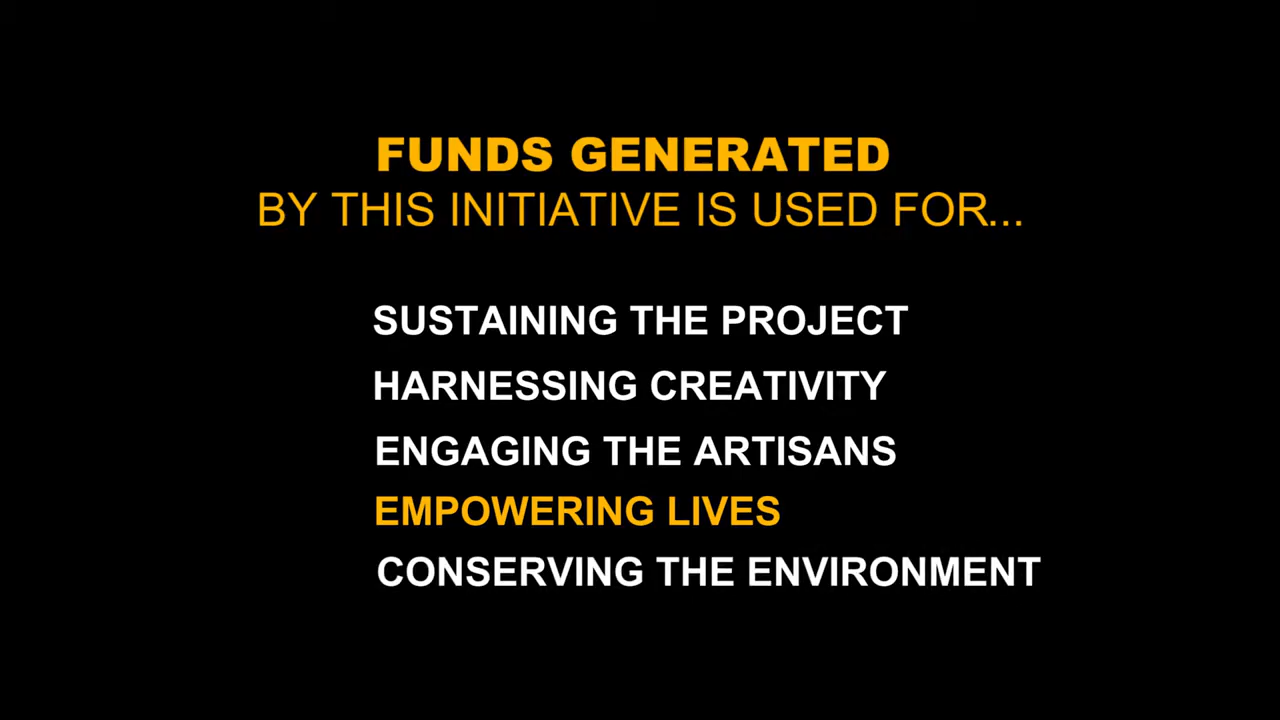 FUNDS GENERATED
BY THIS INITIATIVE IS USED FOR...
SUSTAINING THE PROJECT
HARNESSING CREATIVITY
ENGAGING THE ARTISANS
EMPOWERING LIVES
CONSERVING THE ENVIRONMENT